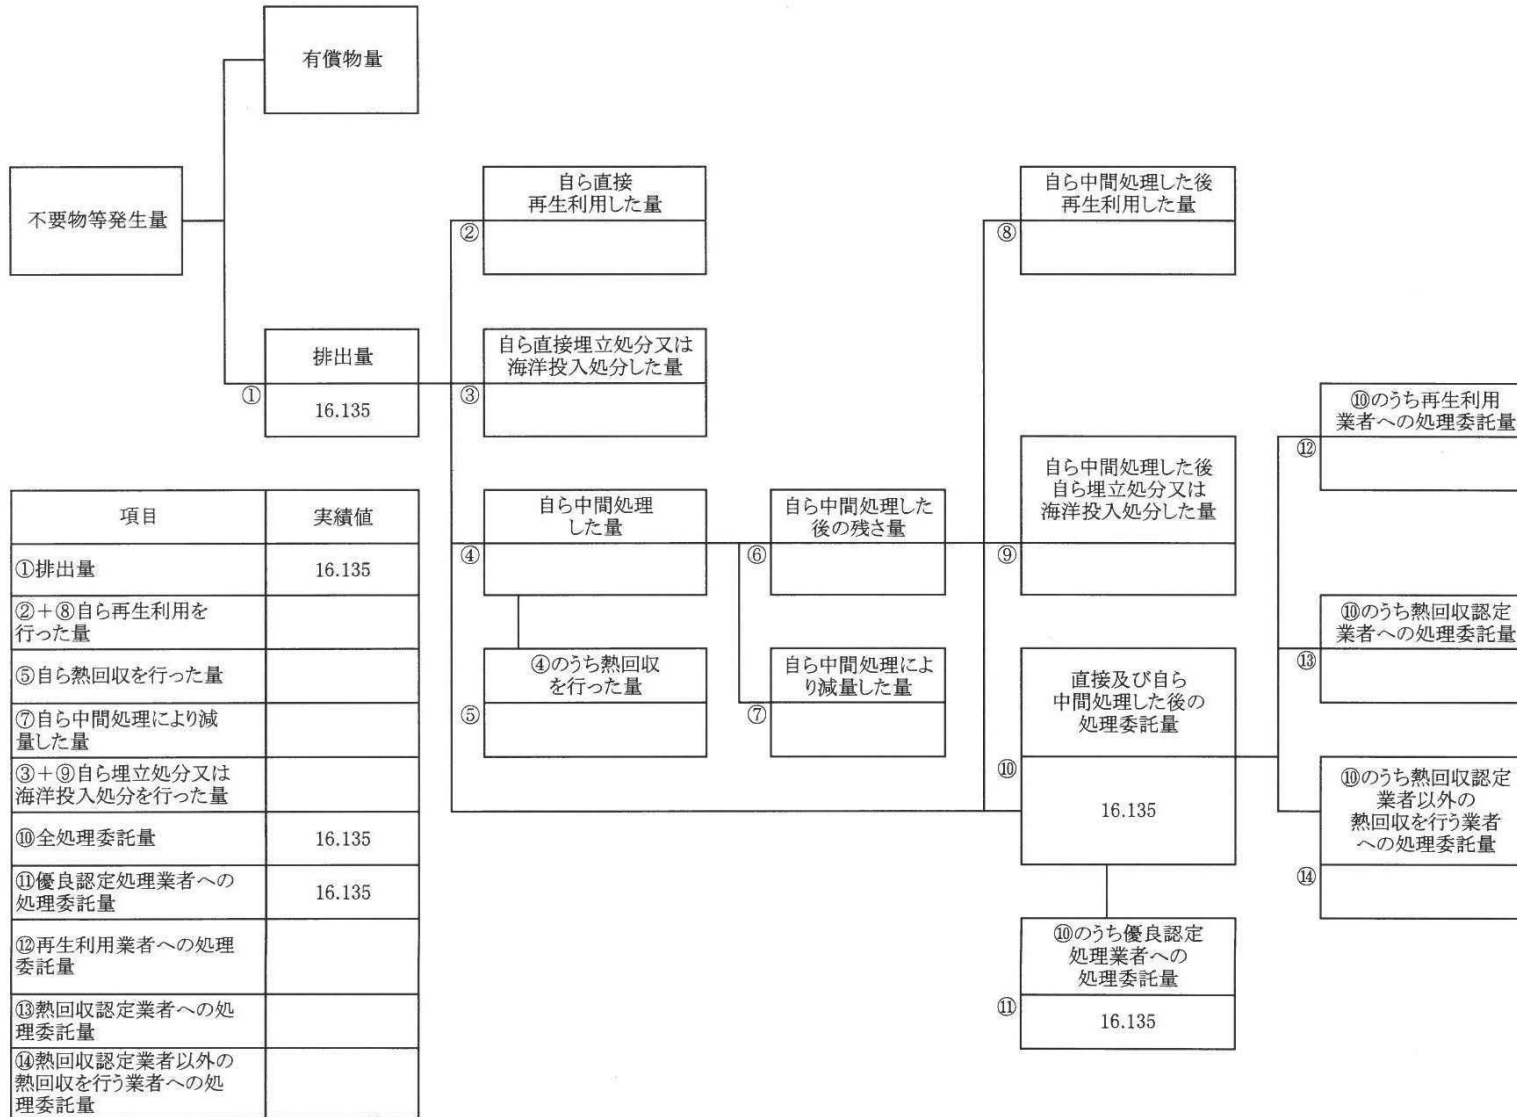 有償物量
不要物等発生量
自ら直接
再生利用した量
②
自ら中間処理した後
再生利用した量
⑧
排出量
①
16.135
自ら直接埋立処分又は
海洋投入処分した量
③
⑩のうち再生利用
業者への処理委託量
⑫
自ら中間処理
した量
④
自ら中間処理した
後の残さ量
⑥
自ら中間処理した後
自ら埋立処分又は
海洋投入処分した量
⑨
⑩のうち熱回収認定
業者への処理委託量
⑬
④のうち熱回収
を行った量
⑤
自ら中間処理によ
り減量した量
⑦
直接及び自ら
中間処理した後の
処理委託量
⑩
16.135
⑩のうち熱回収認定
業者以外の
熱回収を行う業者
への処理委託量
⑭
⑩のうち優良認定
処理業者への
処理委託量
⑪
16.135
項目 実績値
①排出量 16.135
②+⑧自ら再生利用を
行った量
⑤自ら熱回収を行った量
⑦自ら中間処理により減
量した量
③+⑨自ら埋立処分又は
海洋投入処分を行った量
⑩全処理委託量 16.135
⑪優良認定処理業者への
処理委託量 16.135
⑫再生利用業者への処理
委託量
⑬熱回収認定業者への処
理委託量
⑭熱回収認定業者以外の
熱回収を行う業者への処
理委託量